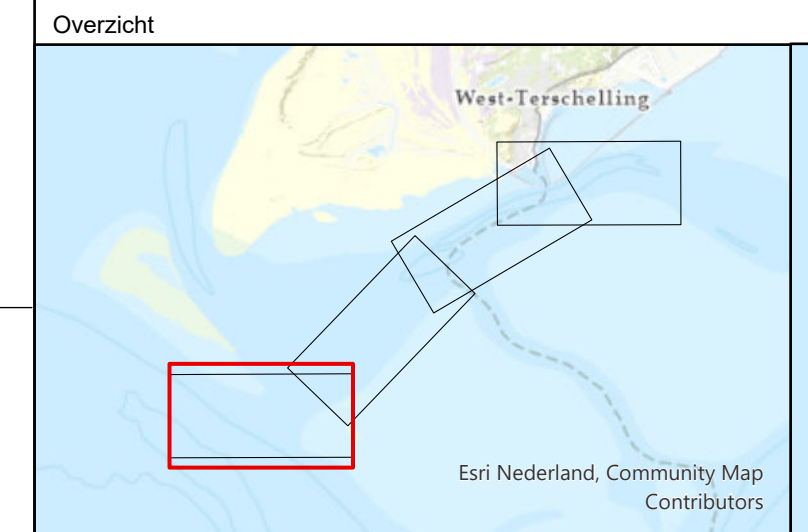 Overzicht
West-Terschelling
Esri Nederland, Community Map
Contributors